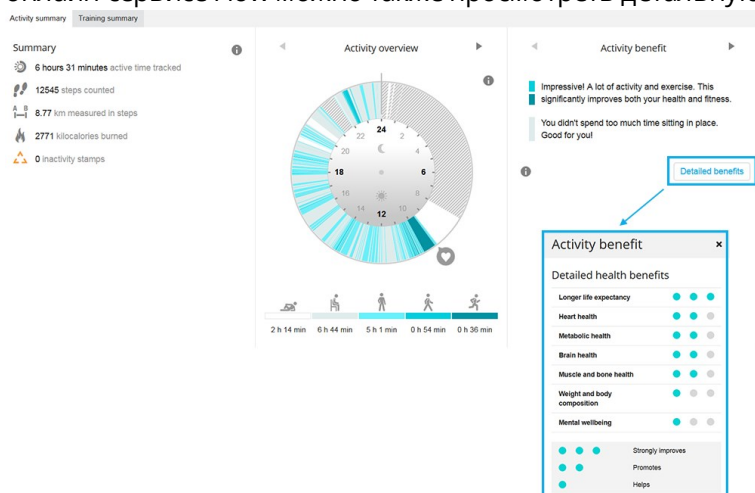 Activity summary Training summary
Summary
6 hours 31 minutes active time tracked
12545 steps counted
A B
8.77 km measured in steps
2771 kilocalories burned
0 inactivity stamps
Activity overview
24
22
2
20
4
18
6
16
8
14
10
12
2 h 14 min 6 h 44 min 5 h 1 min 0 h 54 min 0 h 36 min
Activity benefit
Impressive! A lot of activity and exercise. This
significantly improves both your health and fitness.
You didn't spend too much time sitting in place.
Good for you!
Detailed benefits
Activity benefit ×
Detailed health benefits
Longer life expectancy
Heart health
Metabolic health
Brain health
Muscle and bone health
Weight and body
composition
Mental wellbeing
Strongly improves
Promotes
Helps